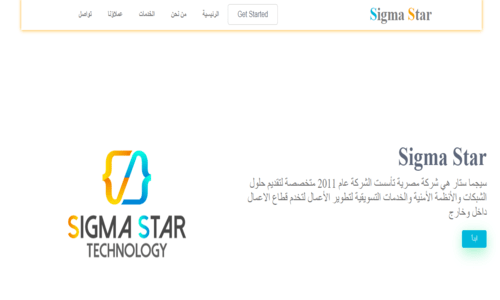 Sigma Star
Get Started
الرئيسية
من نحن
الخدمات
عملاؤنا
تواصل
Sigma Star
سيجما ستار هي شركة مصرية تأسست الشركة عام 2011 متخصصة لتقديم حلول
الشبكات والأنظمة الأمنية والخدمات التسويقية لتطوير الأعمال لتخدم قطاع الاعمال
داخل وخارج
ابدأ
SIGMA STAR
TECHNOLOGY